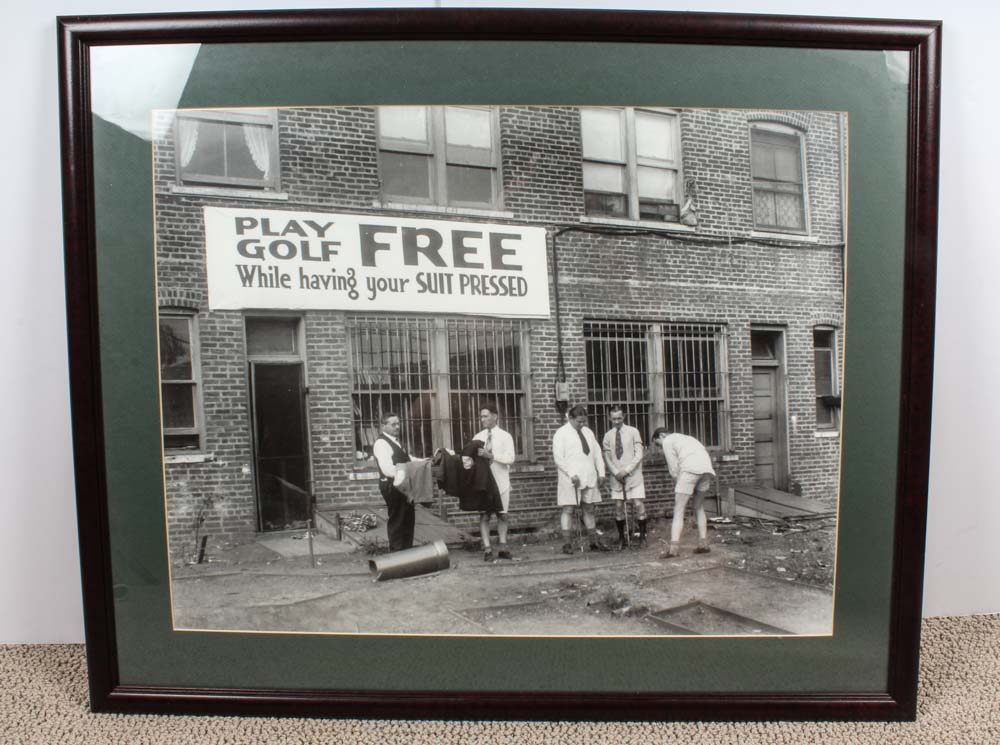 PLAY
GOLF FREE
While having your SUIT PRESSED